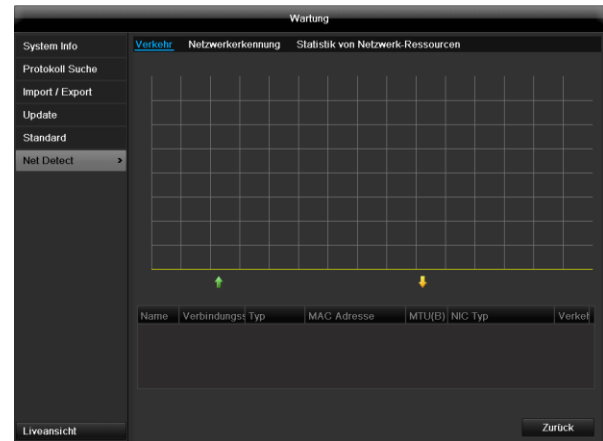 Wartung
System Info
Protokoll Suche
Import / Export
Update
Standard
Net Detect >
Liveansicht
Verkehr Netzwerkerkennung Statistik von Netzwerk-Ressourcen
Name Verbindungss Typ MAC Adresse MTU(B) NIC Typ Verkeh
Zurück